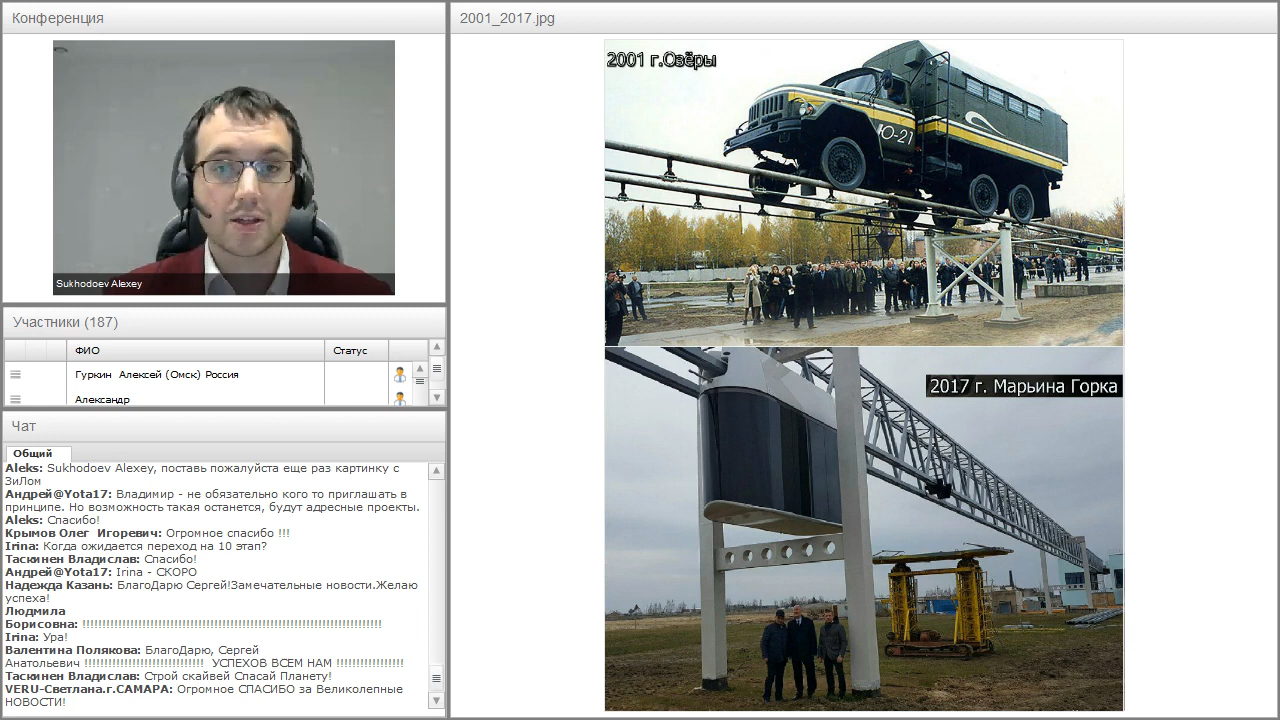 Конференция
2001_2017.jpg
Sukhodoev Alexey
2001 г.Озёры
Ю-21
2017 г. Марьина Горка
Участники (187)
ФИО
Статус
Гуркин Алексей (Омск) Россия
Александр
Чат
Общий
Aleks: Sukhodoev Alexey, поставь пожалуйста еще раз картинку с
ЗиЛом
Андрей@Yota17: Владимир - не обязательно кого то приглашать в
принципе. Но возможность такая останется, будут адресные проекты.
Aleks: Спасибо!
Крымов Олег Игоревич: Огромное спасибо !!!
Irina: Когда ожидается переход на 10 этап?
Таскинен Владислав: Спасибо!
Андрей@Yota17: Irina - СКОРО
Надежда Казань: БлагоДарю Сергей за замечательные новости.Желаю
успеха!
Людмила
Борисовна:
Irina: Ура!
Валентина Полякова: БлагоДарю, Сергей
Анатольевич !!!!!!!!!!!!!!!!!!!!!!!!!!!!!!! УСПЕХОВ ВСЕМ НАМ !!!!!!!!!!!!!!!!!!
Таскинен Владислав: Строй Скайвей Спасай Планету!
VERU-Светлана.г.САМАРА: Огромное СПАСИБО за Великолепные
НОВОСТИ!